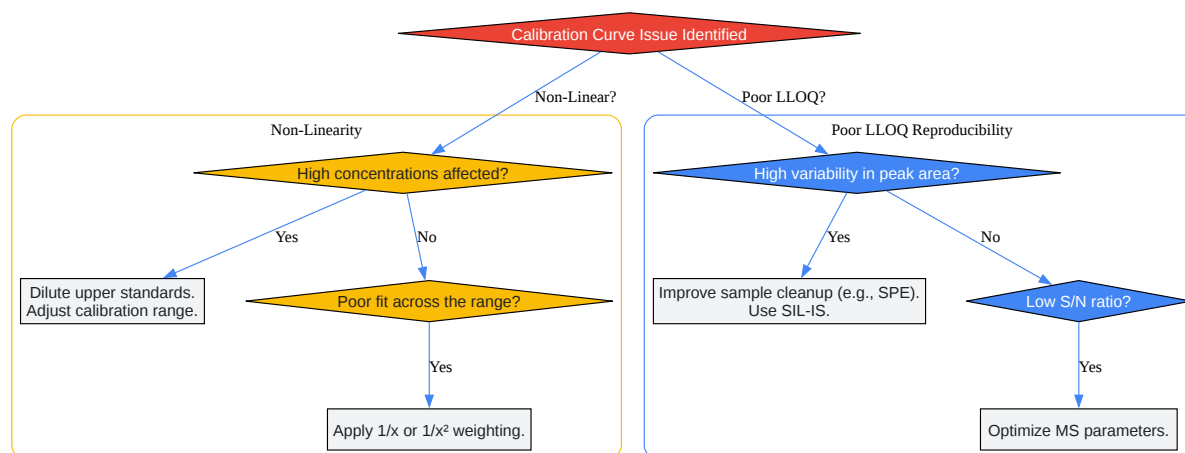 Calibration Curve Issue Identified
Non-Linear?
Poor LLOQ?
Non-Linearity
High concentrations affected?
Yes
No
Dilute upper standards.
Adjust calibration range.
Poor fit across the range?
Yes
Apply 1/x or 1/x² weighting.
Poor LLOQ Reproducibility
High variability in peak area?
Yes
No
Improve sample cleanup (e.g., SPE).
Use SIL-IS.
Low S/N ratio?
Yes
Optimize MS parameters.